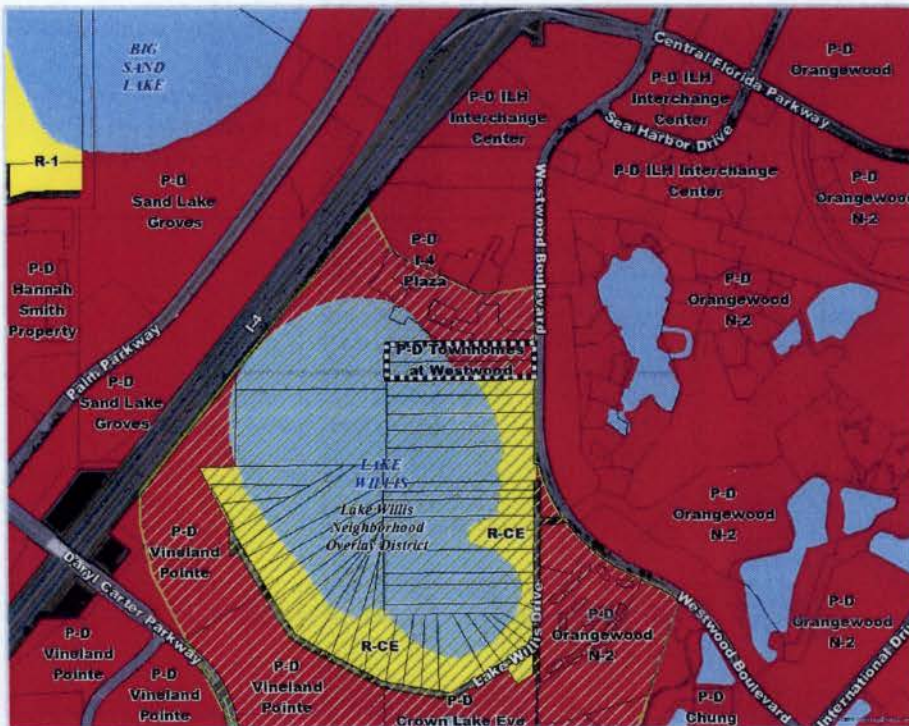 BIG
SAND
LAKE
P-D
Orangewood
Central Florida Parkway
P-D ILH
Interchange
Center
P-D ILH
Interchange
Center
Sea Harbor Drive
R-1
P-D
Sand Lake
Groves
Westwood Boulevard
P-D ILH Interchange
Center
P-D
Orangewood
N-2
P-D
Hannah
Smith
Property
P-D
I-4
Plaza
P-D
Orangewood
N-2
I-4
Palm Parkway
P-D Townhomes
at Westwood
P-D
Sand Lake
Groves
LAKE
WILLIS
Lake Willis
Neighborhood
Overlay District
P-D
Orangewood
N-2
R-CE
P-D
Vineland
Pointe
Daryl Carter Parkway
P-D
Orangewood
N-2
Westwood Boulevard
P-D
Orangewood
N-2
R-CE
Lake Willis
P-D
Vineland
Pointe
P-D
Vineland
Pointe
P-D
Vineland
Pointe
P-D
Crown Lake Eve
P-D
Chung